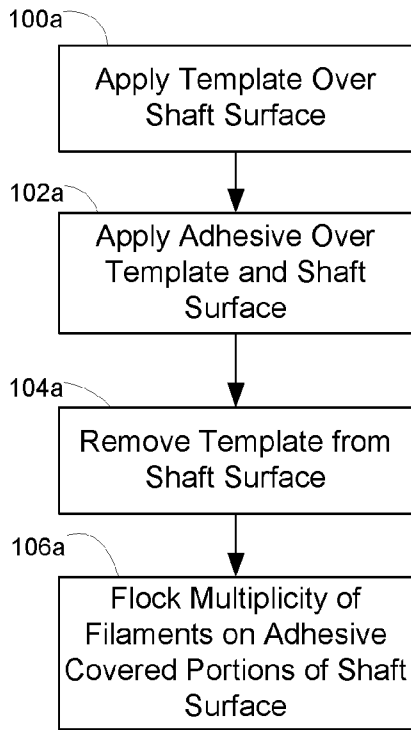 100a
Apply Template Over
Shaft Surface
102a
Apply Adhesive Over
Template and Shaft
Surface
104a
Remove Template from
Shaft Surface
106a
Flock Multiplicity of
Filaments on Adhesive
Covered Portions of Shaft
Surface